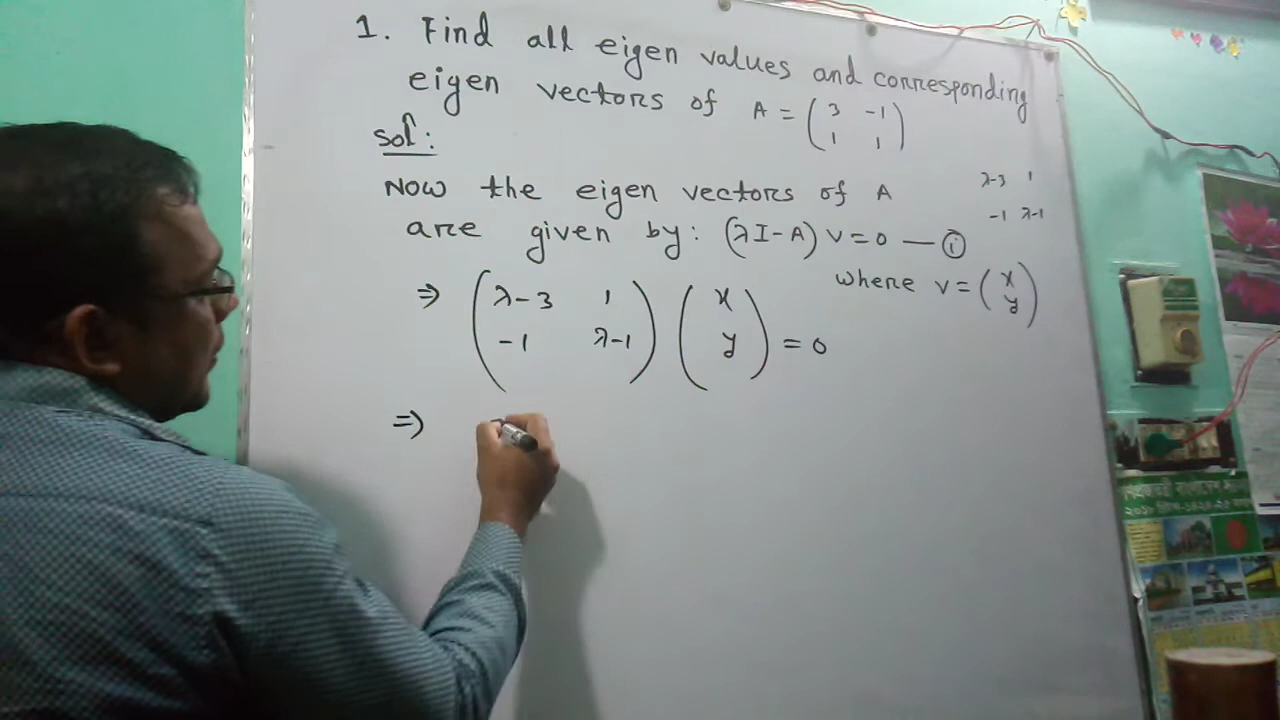 1. Find all eigen values and corresponding
eigen vectors of A = (3 -1
1 1)
sol:
Now the eigen vectors of A
are given by: (λI-A) v = 0 — ①
where v = (x
y)
λ-3 1
-1 λ-1
⇒ (λ-3 1
-1 λ-1) (x
y) = 0
⇒